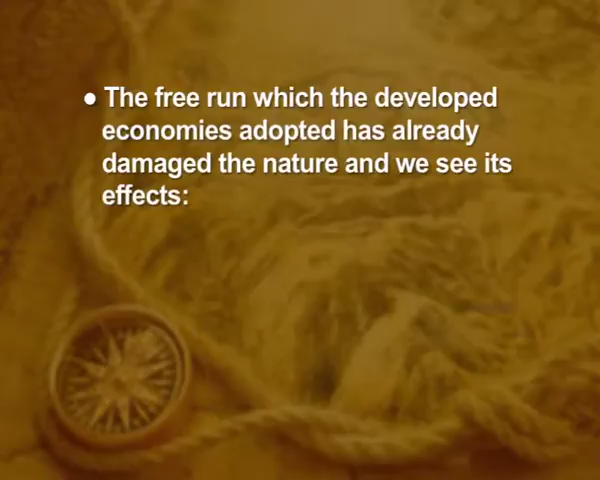 ● The free run which the developed
economies adopted has already
damaged the nature and we see its
effects: